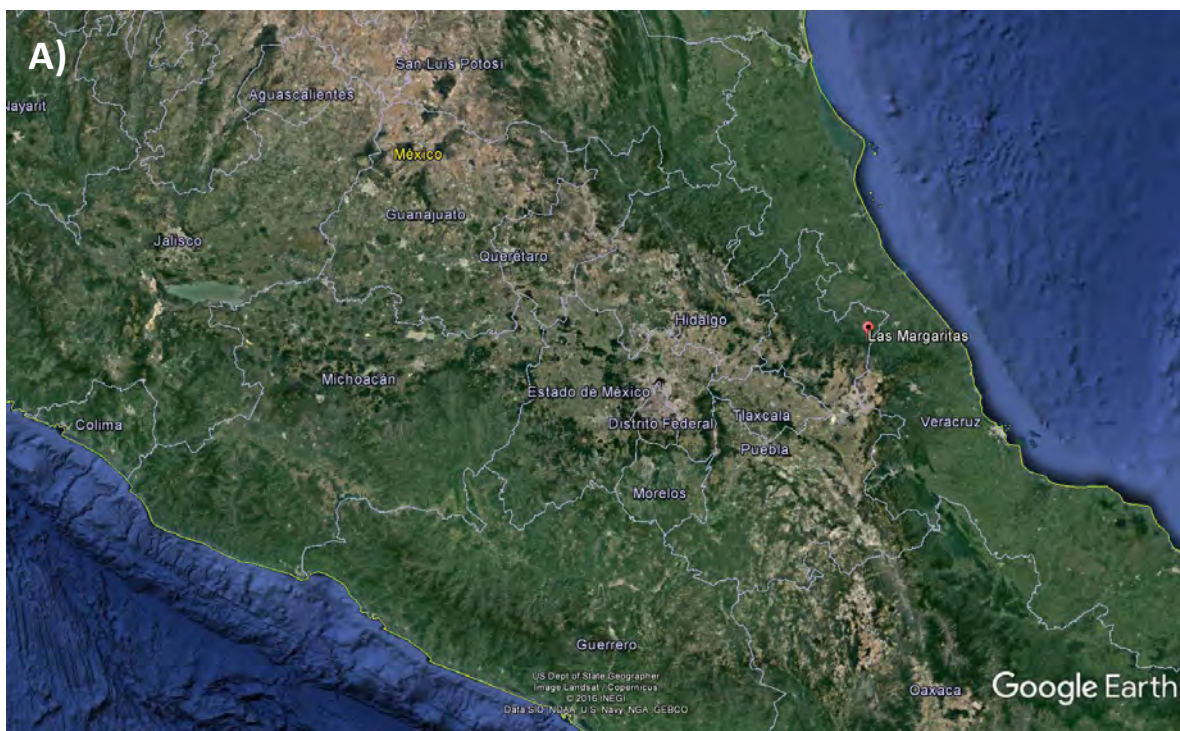 A)
San Luis Potosí
Aguascalientes
Nayarit
México
Guanajuato
Jalisco
Querétaro
Hidalgo
Las Margaritas
Michoacán
Estado de México
Colima
Distrito Federal
Tlaxcala
Veracruz
Puebla
Morelos
Guerrero
US Dept of State Geographer
Image Landsat / Copernicus
© 2016 INEGI
Data SIO, NOAA, U.S. Navy, NGA, GEBCO
Oaxaca
Google Earth